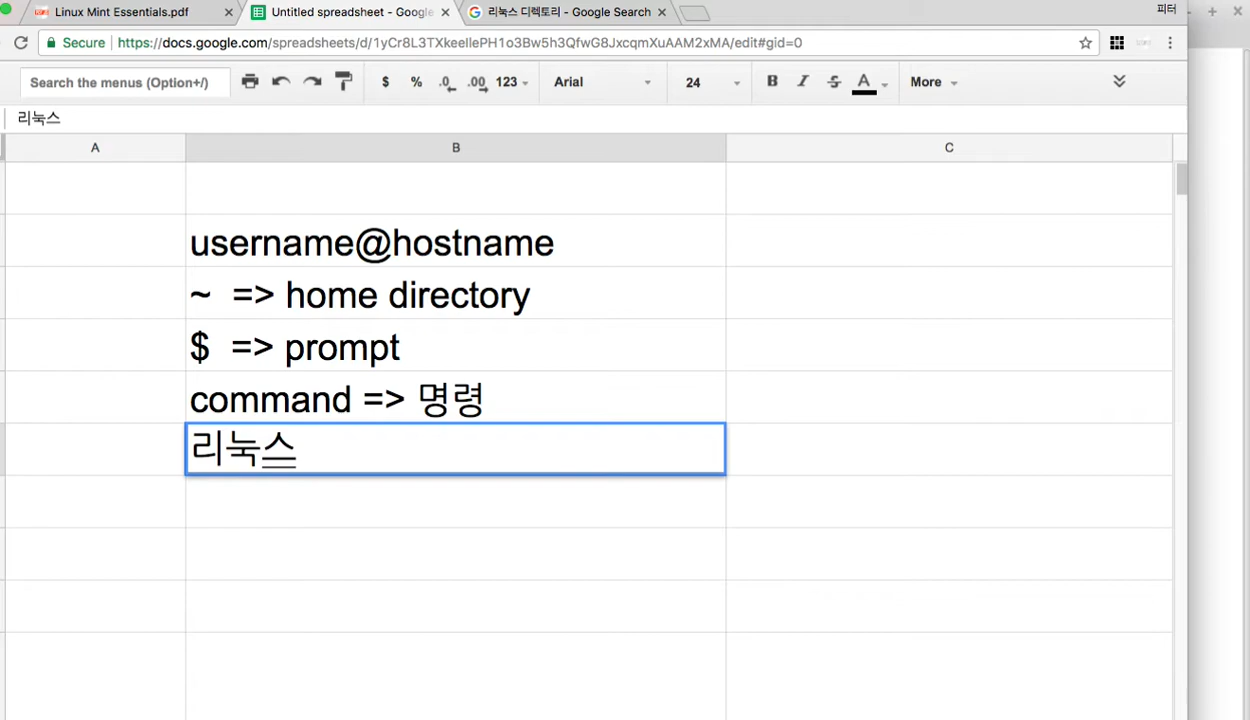 Linux Mint Essentials.pdf
Untitled spreadsheet - Google
리눅스 디렉토리 - Google Search
피터
Secure
https://docs.google.com/spreadsheets/d/1yCr8L3TXkeellePH1o3Bw5h3QfwG8JxcqmXuAAM2xMA/edit#gid=0
Search the menus (Option+/)
$ % .0 .00 123 Arial 24 B I S A More
리눅스
A B C
username@hostname
~ => home directory
$ => prompt
command => 명령
리눅스